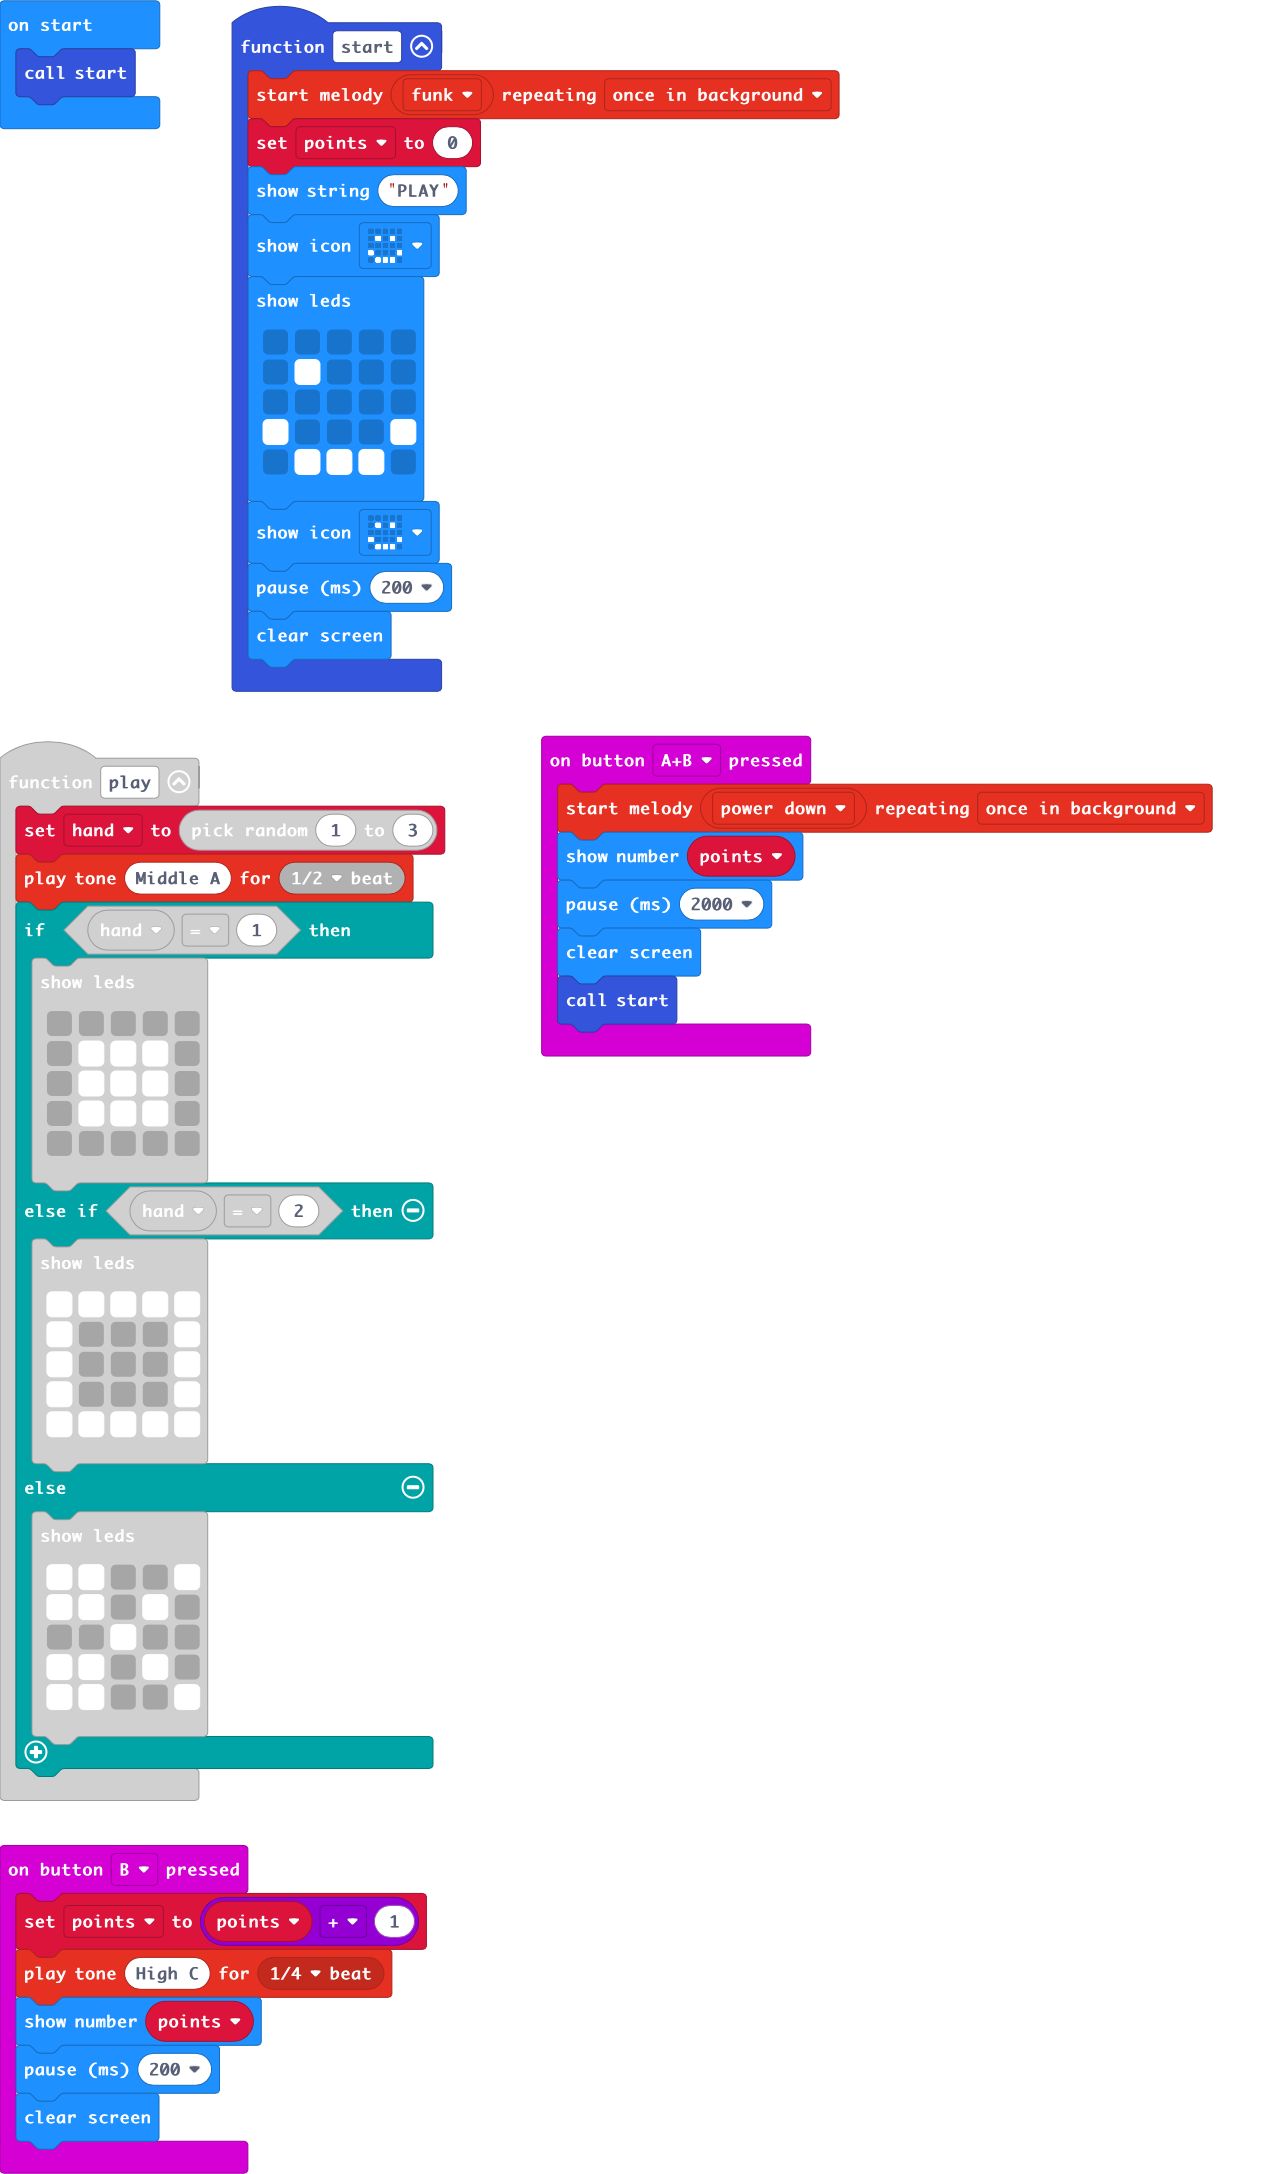 on start
call start
function start
start melody funk repeating once in background
set points to 0
show string "PLAY"
show icon
show leds
show icon
pause (ms) 200
clear screen
function play
set hand to pick random 1 to 3
play tone Middle A for 1/2 beat
if hand = 1 then
show leds
else if hand = 2 then
show leds
else
show leds
on button A+B pressed
start melody power down repeating once in background
show number points
pause (ms) 2000
clear screen
call start
on button B pressed
set points to points + 1
play tone High C for 1/4 beat
show number points
pause (ms) 200
clear screen